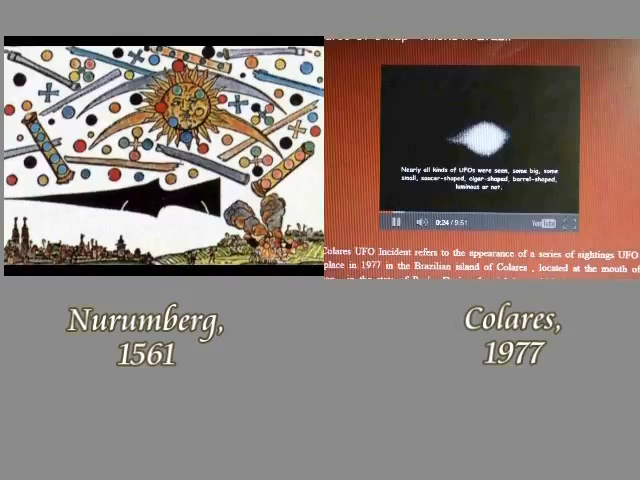 Nearly all kinds of UFOs were seen, some big, some
small, saucer-shaped, cigar-shaped, barrel-shaped,
luminous or not.
0:24 / 9:51
YouTube
Colares UFO Incident refers to the appearance of a series of sightings UFO
place in 1977 in the Brazilian island of Colares , located at the mouth of
Nurumberg,
1561
Colares,
1977